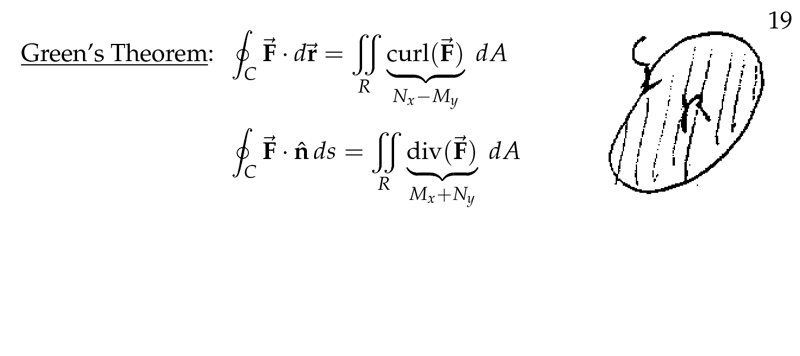 19
Green's Theorem: ∮_C F⃗ · dr⃗ = ∬_R curl(F⃗) dA
N_x−M_y
∮_C F⃗ · n̂ ds = ∬_R div(F⃗) dA
M_x+N_y
C
R